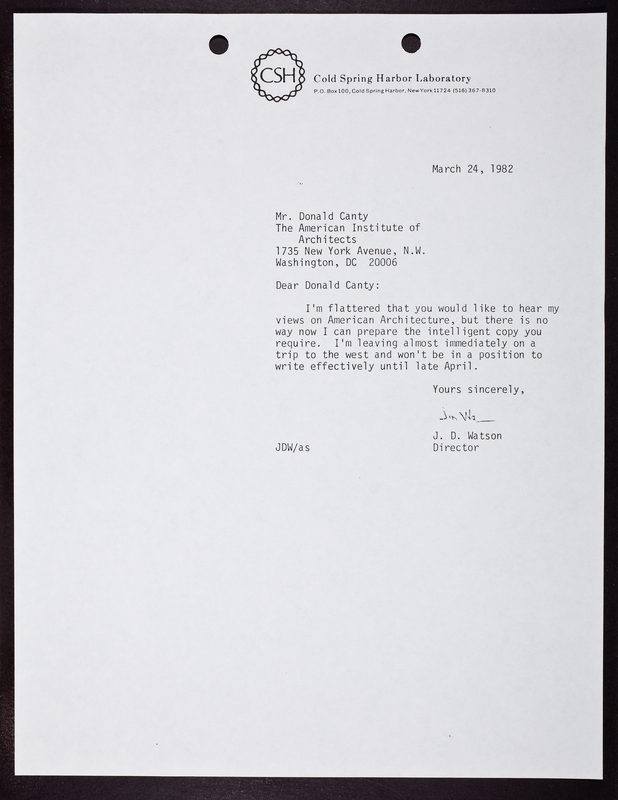 CSH
Cold Spring Harbor Laboratory
P.O. Box 100, Cold Spring Harbor, New York 11724 (516) 367-8310
March 24, 1982
Mr. Donald Canty
The American Institute of
Architects
1735 New York Avenue, N.W.
Washington, DC 20006
Dear Donald Canty:
I'm flattered that you would like to hear my
views on American Architecture, but there is no
way now I can prepare the intelligent copy you
require. I'm leaving almost immediately on a
trip to the west and won't be in a position to
write effectively until late April.
Yours sincerely,
J. D. Watson
JDW/as Director